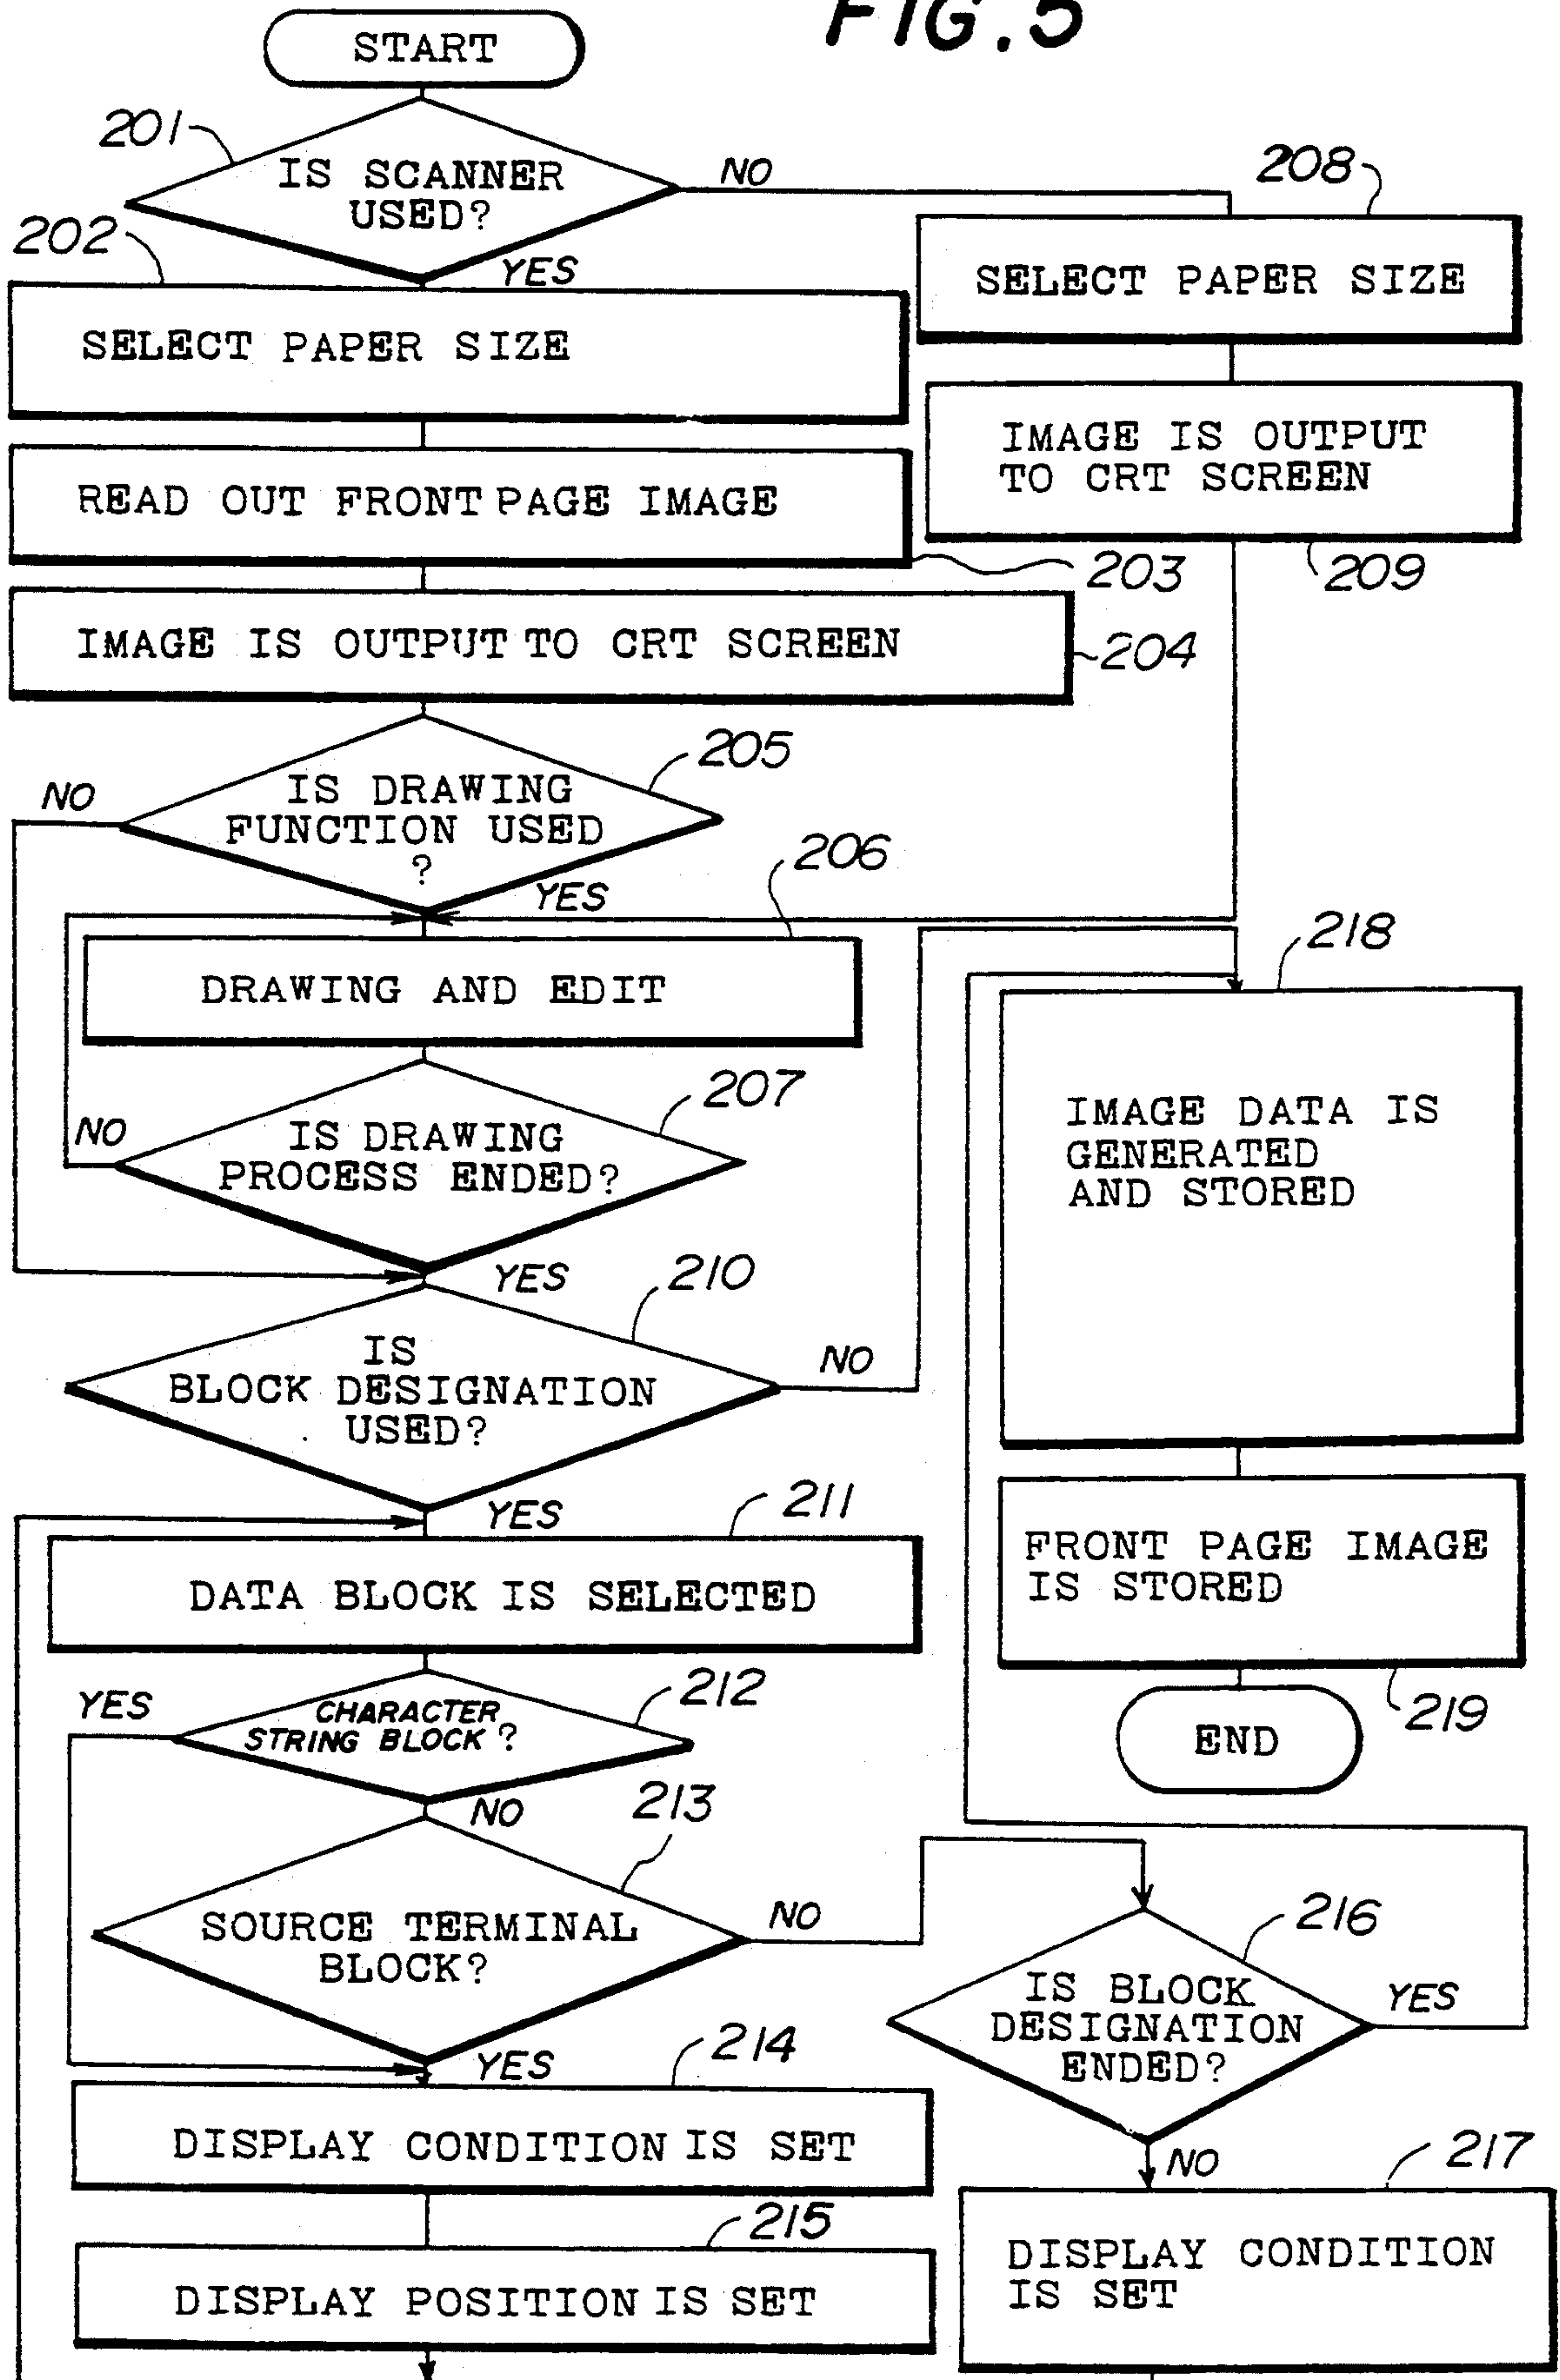 FIG.5
START
201
IS SCANNER
USED?
NO
YES
202
SELECT PAPER SIZE
208
SELECT PAPER SIZE
READ OUT FRONT PAGE IMAGE
203
IMAGE IS OUTPUT
TO CRT SCREEN
209
IMAGE IS OUTPUT TO CRT SCREEN
204
205
IS DRAWING
FUNCTION USED
?
NO
YES
206
DRAWING AND EDIT
207
IS DRAWING
PROCESS ENDED?
NO
YES
210
IS
BLOCK DESIGNATION
USED?
NO
YES
211
DATA BLOCK IS SELECTED
212
CHARACTER
STRING BLOCK?
YES
NO
213
SOURCE TERMINAL
BLOCK?
NO
YES
214
DISPLAY CONDITION IS SET
215
DISPLAY POSITION IS SET
218
IMAGE DATA IS
GENERATED
AND STORED
FRONT PAGE IMAGE
IS STORED
219
END
216
IS BLOCK
DESIGNATION
ENDED?
YES
NO
217
DISPLAY CONDITION
IS SET